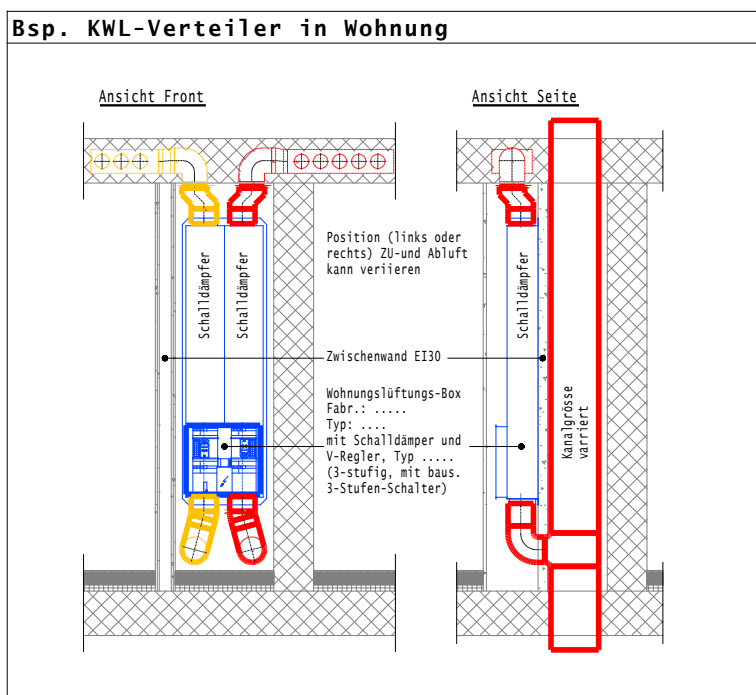 Bsp. KWL-Verteiler in Wohnung
Ansicht Front
Ansicht Seite
Schalldämpfer
Schalldämpfer
Position (links oder
rechts) ZU-und Abluft
kann veriieren
Schalldämpfer
Zwischenwand EI30
Wohnungslüftungs-Box
Fabr.: .....
Typ: ....
mit Schalldämper und
V-Regler, Typ .....
(3-stufig, mit baus.
3-Stufen-Schalter)
Kanalgrösse
varriert